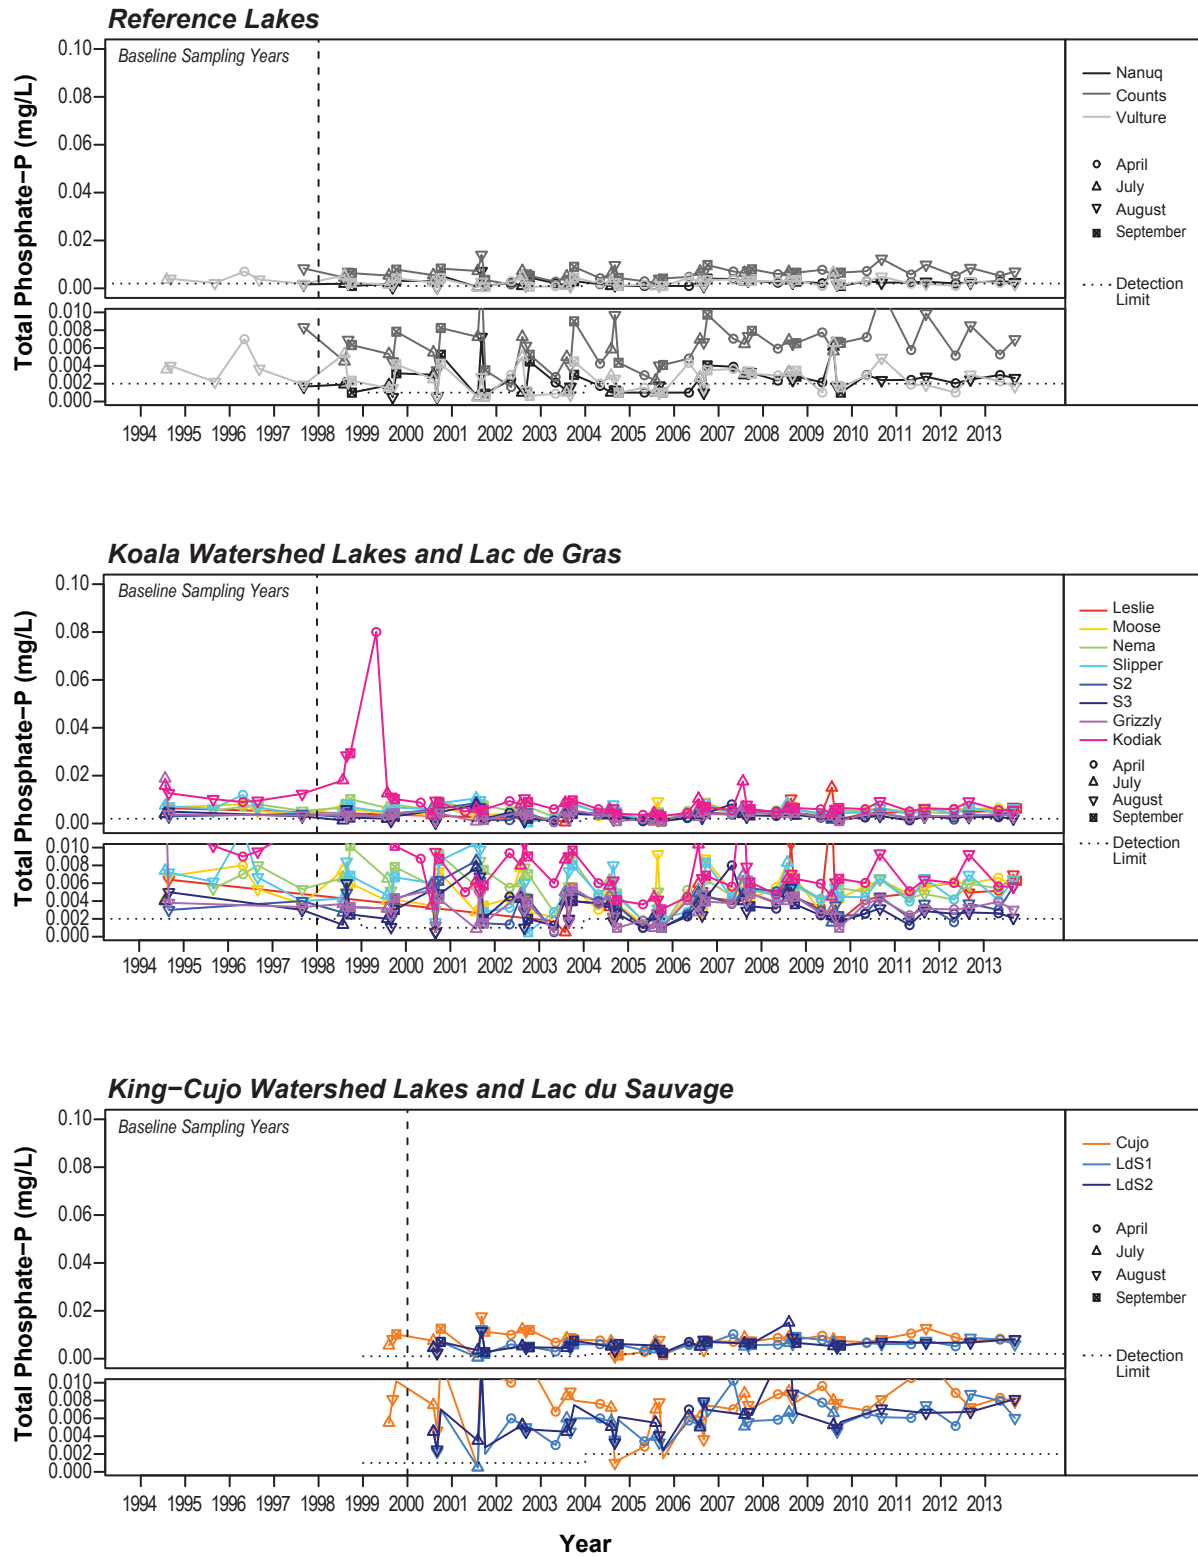 Reference Lakes
Baseline Sampling Years
Total Phosphate−P (mg/L)
0.10
0.08
0.06
0.04
0.02
0.00
0.010
0.008
0.006
0.004
0.002
0.000
1994 1995 1996 1997 1998 1999 2000 2001 2002 2003 2004 2005 2006 2007 2008 2009 2010 2011 2012 2013
Nanuq
Counts
Vulture
April
July
August
September
Detection
Limit
Koala Watershed Lakes and Lac de Gras
Baseline Sampling Years
Total Phosphate−P (mg/L)
0.10
0.08
0.06
0.04
0.02
0.00
0.010
0.008
0.006
0.004
0.002
0.000
1994 1995 1996 1997 1998 1999 2000 2001 2002 2003 2004 2005 2006 2007 2008 2009 2010 2011 2012 2013
Leslie
Moose
Nema
Slipper
S2
S3
Grizzly
Kodiak
April
July
August
September
Detection
Limit
King−Cujo Watershed Lakes and Lac du Sauvage
Baseline Sampling Years
Total Phosphate−P (mg/L)
0.10
0.08
0.06
0.04
0.02
0.00
0.010
0.008
0.006
0.004
0.002
0.000
1994 1995 1996 1997 1998 1999 2000 2001 2002 2003 2004 2005 2006 2007 2008 2009 2010 2011 2012 2013
Cujo
LdS1
LdS2
April
July
August
September
Detection
Limit
Year